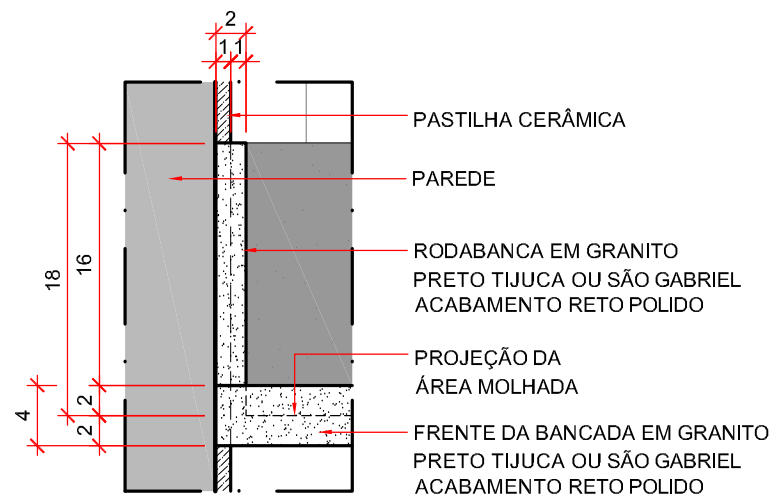 2
1 1
PASTILHA CERÂMICA
PAREDE
18
16
RODABANCA EM GRANITO
PRETO TIJUCA OU SÃO GABRIEL
ACABAMENTO RETO POLIDO
PROJEÇÃO DA
ÁREA MOLHADA
4
2
2
FRENTE DA BANCADA EM GRANITO
PRETO TIJUCA OU SÃO GABRIEL
ACABAMENTO RETO POLIDO